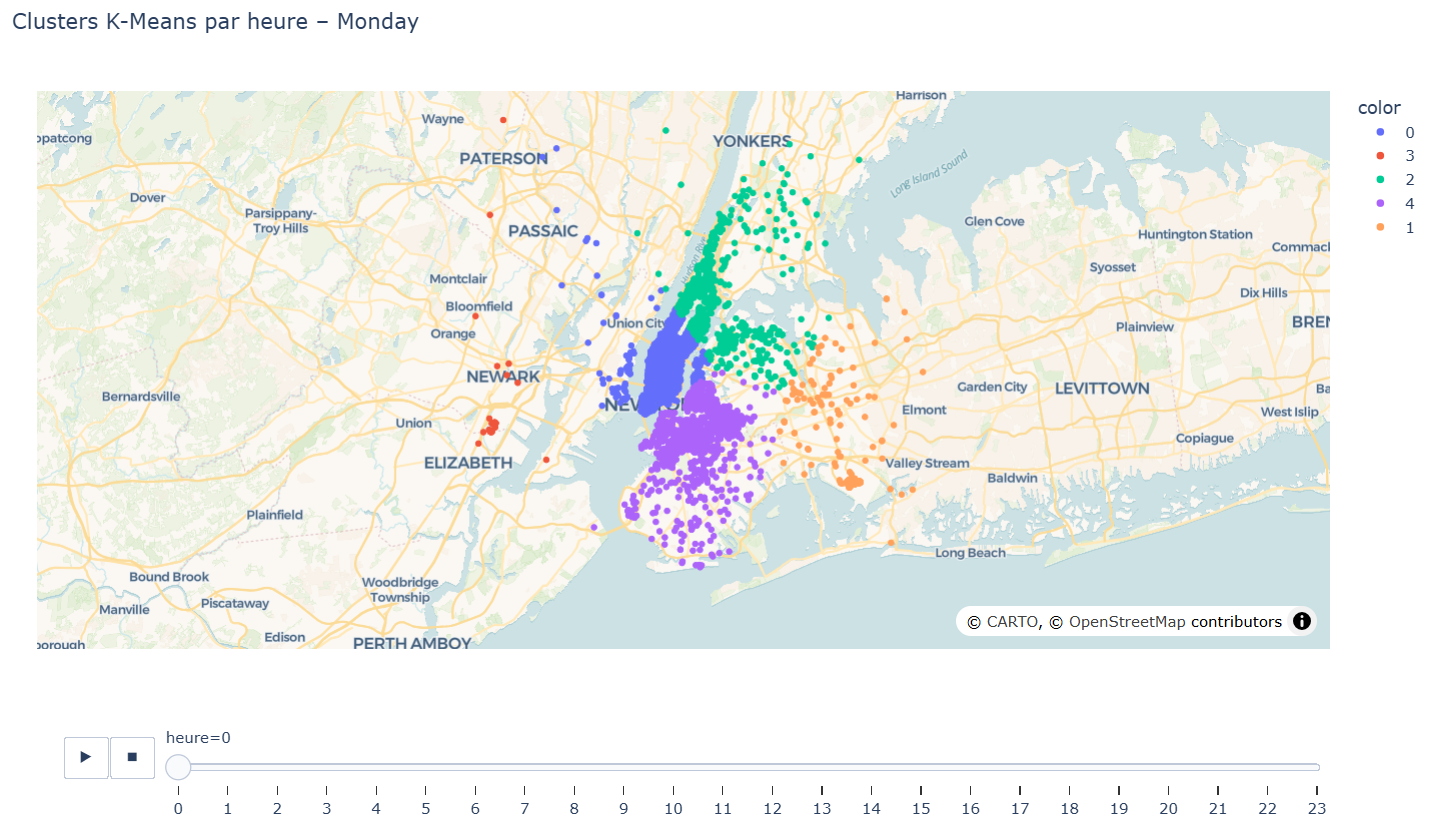 Clusters K-Means par heure – Monday
color
0
3
2
4
1
Harrison
Wayne
opatcong
YONKERS
PATERSON
Long Island Sound
Dover
Parsippany-
Troy Hills
Glen Cove
PASSAIC
Huntington Station
Commacl
Syosset
Montclair
Dix Hills
Bloomfield
Union City
Plainview
BREN
Orange
NEWARK
Garden City
LEVITTOWN
Ba
Bernardsville
Elmont
West Islip
Union
Copiague
ELIZABETH
Valley Stream
Baldwin
Plainfield
Long Beach
Bound Brook
Woodbridge
Township
Manville
Piscataway
Edison
PERTH AMBOY
orough
© CARTO, © OpenStreetMap contributors
heure=0
0 1 2 3 4 5 6 7 8 9 10 11 12 13 14 15 16 17 18 19 20 21 22 23